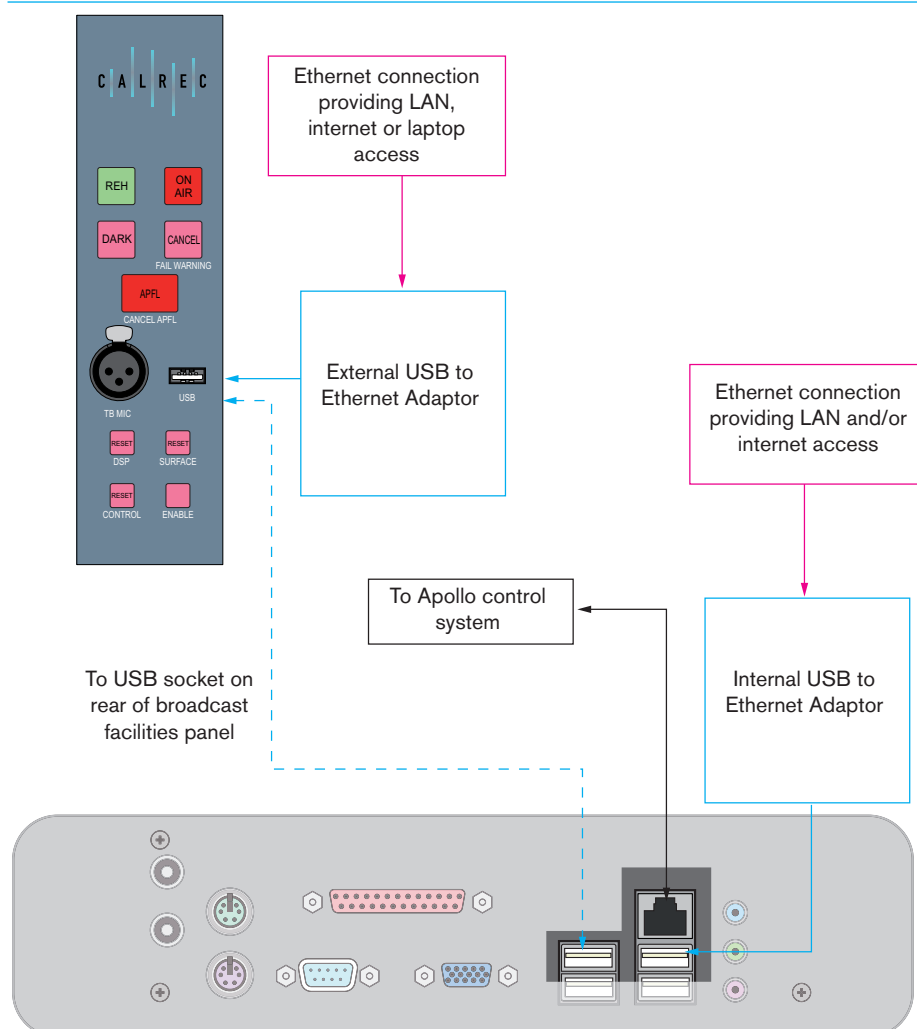 CALREC
REH
ON
AIR
DARK
CANCEL
FAIL WARNING
APFL
CANCEL APFL
TB MIC
USB
RESET
RESET
DSP
SURFACE
RESET
CONTROL
ENABLE
Ethernet connection
providing LAN,
internet or laptop
access
External USB to
Ethernet Adaptor
Ethernet connection
providing LAN and/or
internet access
To Apollo control
system
Internal USB to
Ethernet Adaptor
To USB socket on
rear of broadcast
facilities panel